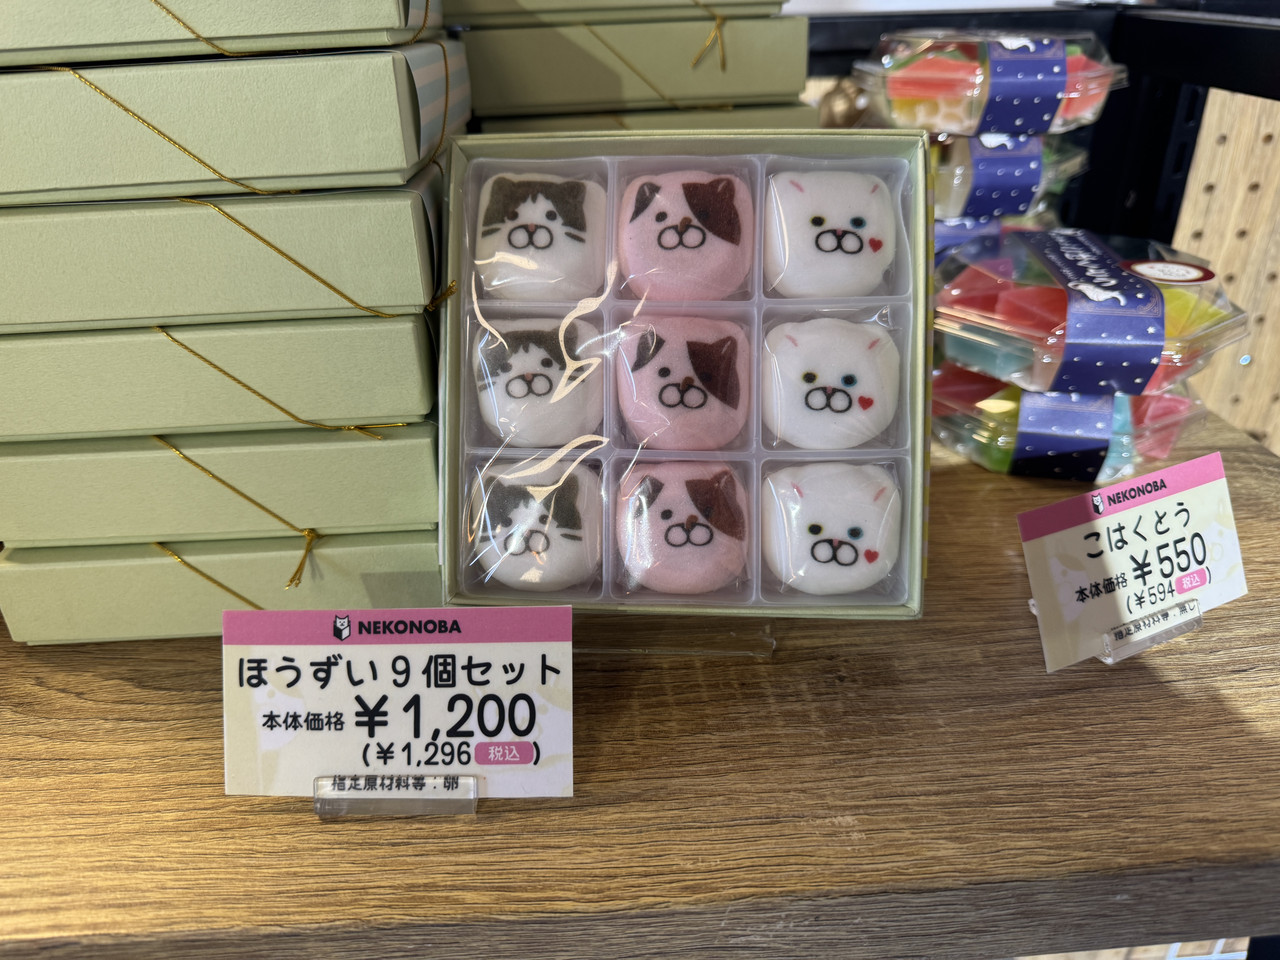 NEKONOBA
ほうずい9個セット
本体価格 ¥1,200
(¥1,296 税込)
指定原材料等:卵
NEKONOBA
こはくとう
本体価格 ¥550
(¥594 税込)
指定原材料等:無し